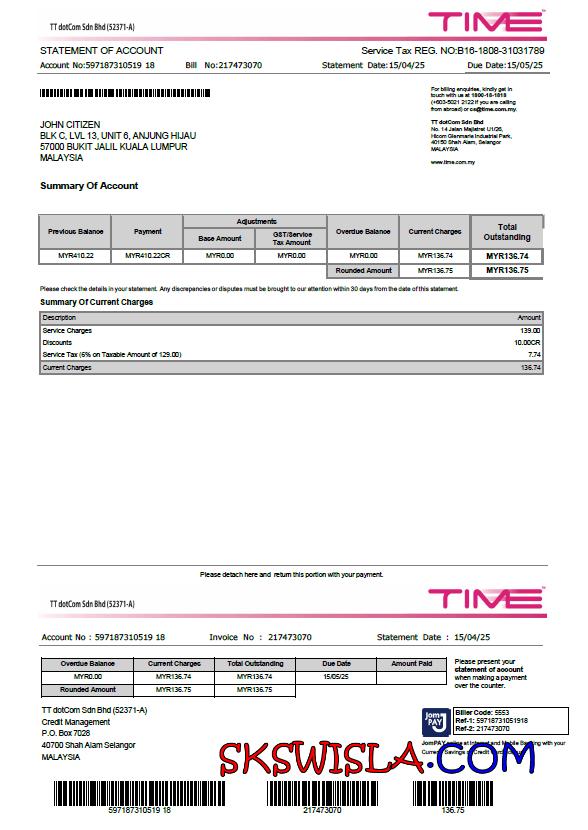 TT dotCom Sdn Bhd (52371-A)
TIME
STATEMENT OF ACCOUNT Service Tax REG. NO:B16-1808-31031789
Account No:597187310519 18 Bill No:217473070 Statement Date:15/04/25 Due Date:15/05/25
For billing enquiries, kindly get in
touch with us at 1800-18-1818
(+603-5021 2122 if you are calling
from abroad) or cs@time.com.my.
JOHN CITIZEN
BLK C, LVL 13, UNIT 6, ANJUNG HIJAU
57000 BUKIT JALIL KUALA LUMPUR
MALAYSIA
TT dotCom Sdn Bhd
No. 14 Jalan Majistret U1/26,
Hicom Glenmarie Industrial Park,
40150 Shah Alam, Selangor
MALAYSIA
www.time.com.my
Summary Of Account
Previous Balance Payment Adjustments Overdue Balance Current Charges Total Outstanding
Base Amount GST/Service Tax Amount
MYR410.22 MYR410.22CR MYR0.00 MYR0.00 MYR0.00 MYR136.74 MYR136.74
Rounded Amount MYR136.75 MYR136.75
Please check the details in your statement. Any discrepancies or disputes must be brought to our attention within 30 days from the date of this statement.
Summary Of Current Charges
Description Amount
Service Charges 139.00
Discounts 10.00CR
Service Tax (6% on Taxable Amount of 129.00) 7.74
Current Charges 136.74
Please detach here and return this portion with your payment.
TT dotCom Sdn Bhd (52371-A)
TIME
Account No : 597187310519 18 Invoice No : 217473070 Statement Date : 15/04/25
Overdue Balance Current Charges Total Outstanding Due Date Amount Paid
MYR0.00 MYR136.74 MYR136.74 15/05/25
Rounded Amount MYR136.75 MYR136.75
Please present your
statement of account
when making a payment
over the counter.
TT dotCom Sdn Bhd (52371-A)
Credit Management
P.O. Box 7028
40700 Shah Alam Selangor
MALAYSIA
Jom
PAY
Biller Code: 5553
Ref-1: 59718731051918
Ref-2: 217473070
JomPAY online at Internet and Mobile Banking with your
SKSWISLA.COM
597187310519 18 217473070 136.75